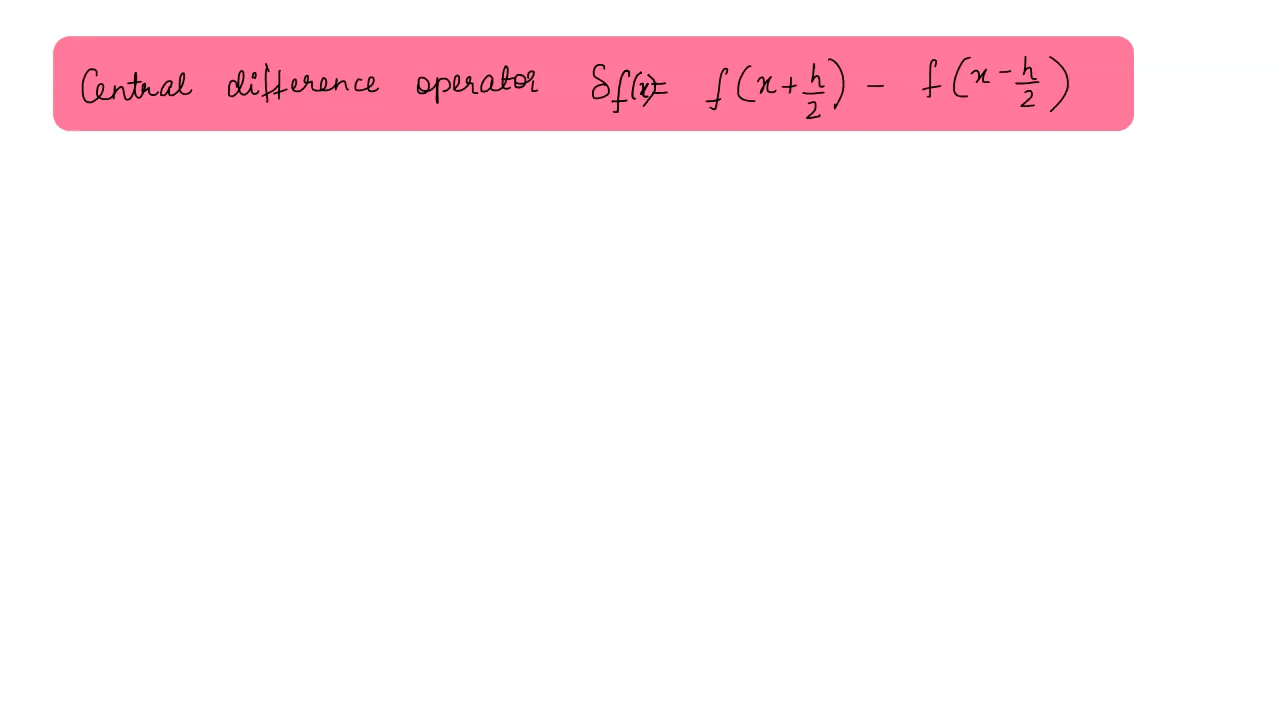 Central difference operator δf(x)= f(x+h/2) - f(x-h/2)